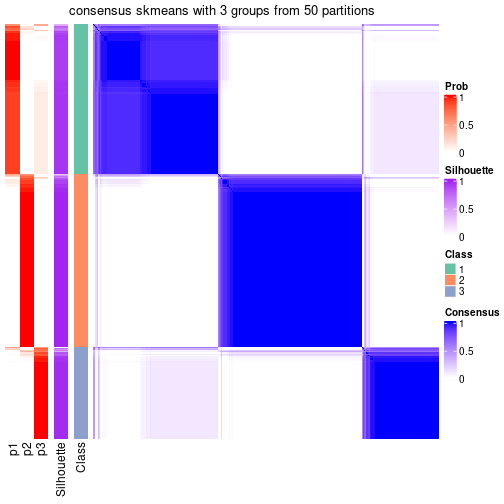 consensus skmeans with 3 groups from 50 partitions
Prob
1
0.5
0
Silhouette
1
0.5
0
Class
1
2
3
Consensus
1
0.5
0
p1
p2
p3
Silhouette
Class